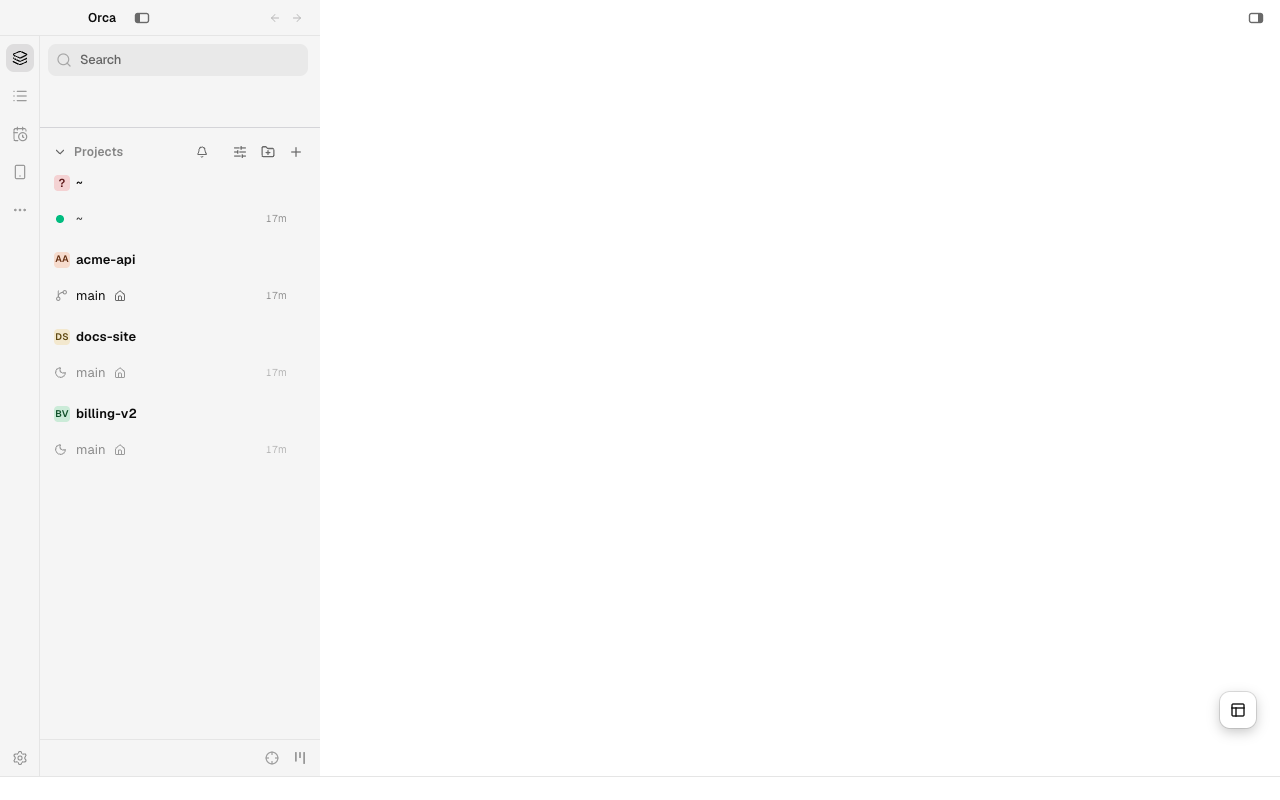 Orca
Search
Projects
? ~
~ 17m
AA acme-api
main 17m
DS docs-site
main 17m
BV billing-v2
main 17m